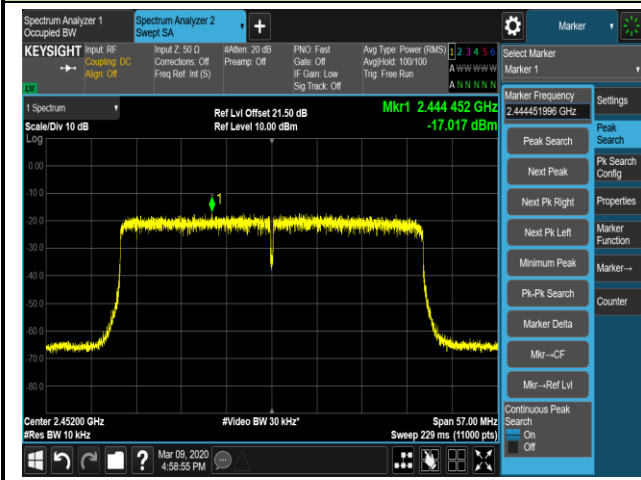 Spectrum Analyzer 1
Occupied BW
Spectrum Analyzer 2
Swept SA
Marker
KEYSIGHT
Input: RF
Coupling: DC
Align: Off
Input Z: 50 Ω
Corrections: Off
Freq Ref: Int (S)
#Atten: 20 dB
Preamp: Off
PNO: Fast
Gate: Off
IF Gain: Low
Sig Track: Off
Avg Type: Power (RMS)
Avg|Hold: 100/100
Trig: Free Run
1 2 3 4 5 6
A W W W W W
A N N N N N
Select Marker
Marker 1
1 Spectrum
Scale/Div 10 dB
Log
Ref Lvl Offset 21.50 dB
Ref Level 10.00 dBm
Mkr1 2.444 452 GHz
-17.017 dBm
0.00
-10.0
-20.0
-30.0
-40.0
-50.0
-60.0
-70.0
-80.0
1
Center 2.45200 GHz
#Res BW 10 kHz
#Video BW 30 kHz*
Span 57.00 MHz
Sweep 229 ms (11000 pts)
Marker Frequency
2.444451996 GHz
Peak Search
Next Peak
Next Pk Right
Next Pk Left
Minimum Peak
Pk-Pk Search
Marker Delta
Mkr→CF
Mkr→Ref Lvl
Continuous Peak
Search
On
Off
Settings
Peak
Search
Pk Search
Config
Properties
Marker
Function
Marker→
Counter
Mar 09, 2020
4:58:55 PM